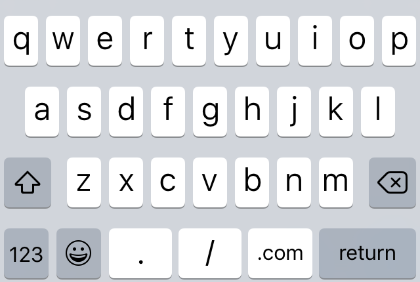 q w e r t y u i o p
a s d f g h j k l
z x c v b n m
123 . / .com return